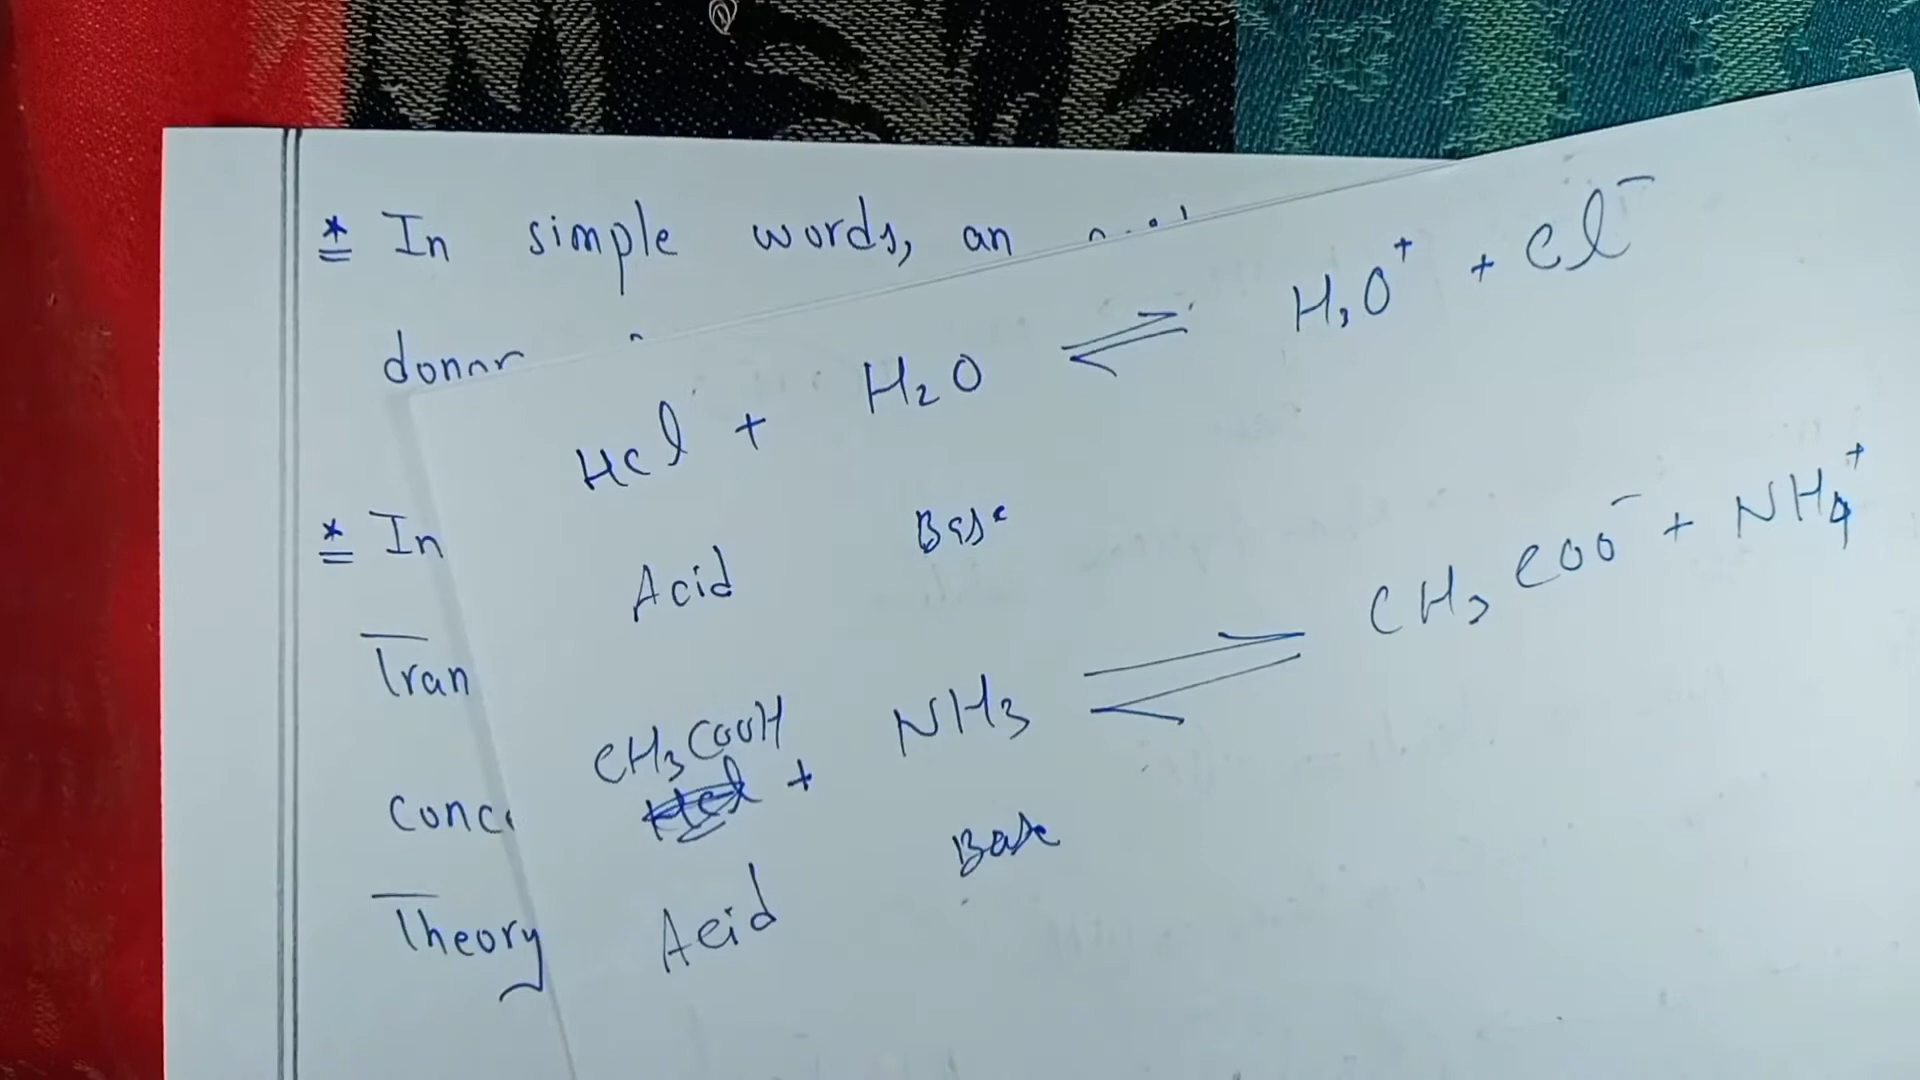 * In simple words, an
donor
* In
Tran
conc
Theory
HCl + H₂O ⇌ H₃O⁺ + Cl⁻
Acid Base
CH₃COOH + NH₃ ⇌ CH₃COO⁻ + NH₄⁺
HCl
Acid Base